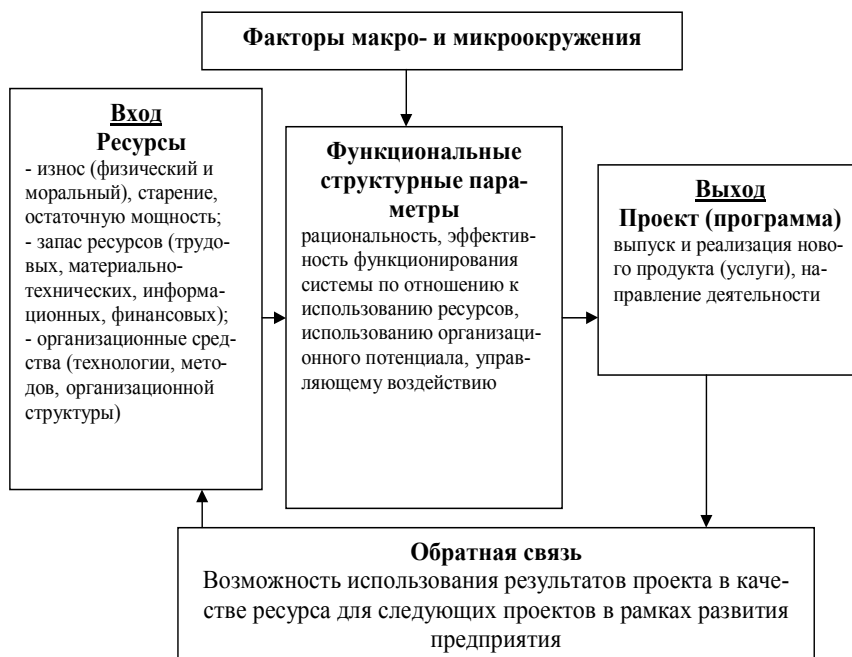 Факторы макро- и микроокружения
Вход
Ресурсы
- износ (физический и
моральный), старение,
остаточную мощность;
- запас ресурсов (трудо-
вых, материально-
технических, информа-
ционных, финансовых);
- организационные сред-
ства (технологии, мето-
дов, организационной
структуры)
Функциональные
структурные пара-
метры
рациональность, эффектив-
ность функционирования
системы по отношению к
использованию ресурсов,
использованию организаци-
онного потенциала, управ-
ляющему воздействию
Выход
Проект (программа)
выпуск и реализация ново-
го продукта (услуги), на-
правление деятельности
Обратная связь
Возможность использования результатов проекта в каче-
стве ресурса для следующих проектов в рамках развития
предприятия